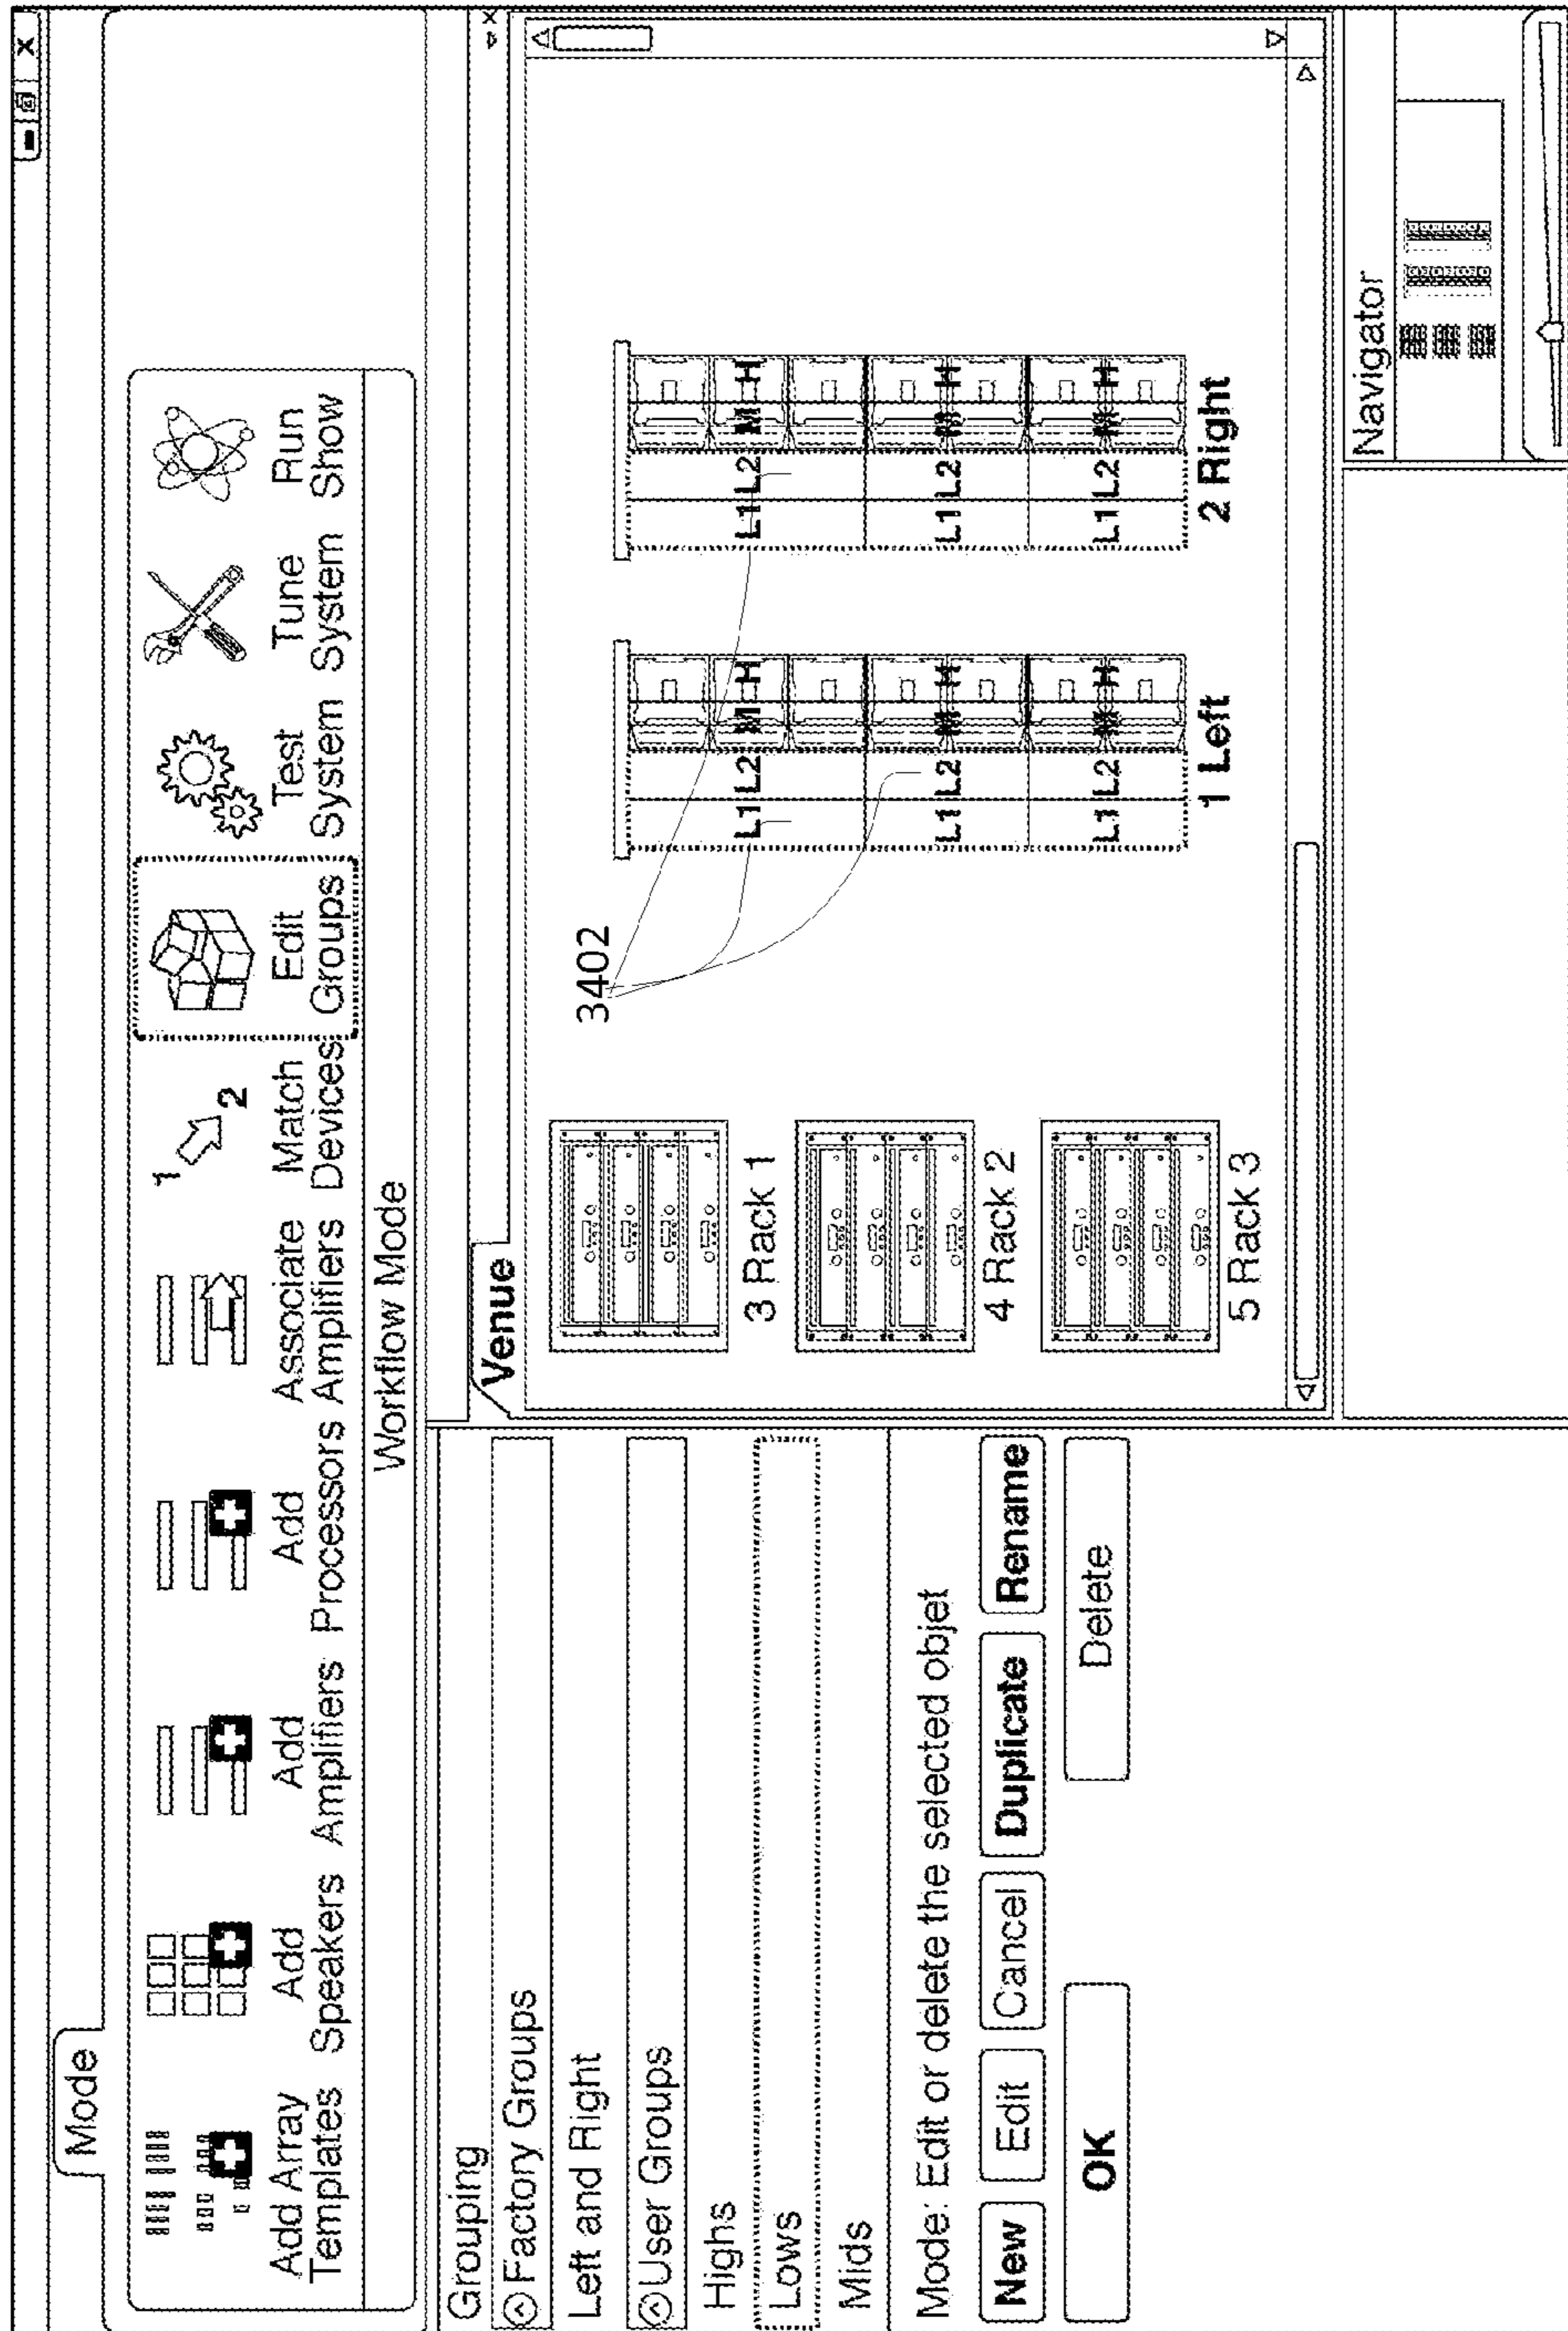 Mode
Add Array
Templates
Add
Speakers
Add
Amplifiers
Add
Processors
Associate
Amplifiers
1
2
Match
Devices
Edit
Groups
Test
System
Tune
System
Run
Show
Workflow Mode
Grouping
Factory Groups
Left and Right
User Groups
Highs
Lows
Mids
Mode: Edit or delete the selected objet
New
Edit
Cancel
Duplicate
Rename
OK
Delete
Venue
3 Rack 1
4 Rack 2
5 Rack 3
3402
L1 L2 M H
L1 L2 M H
L1 L2 M H
1 Left
L1 L2 M H
L1 L2 M H
L1 L2 M H
2 Right
Navigator